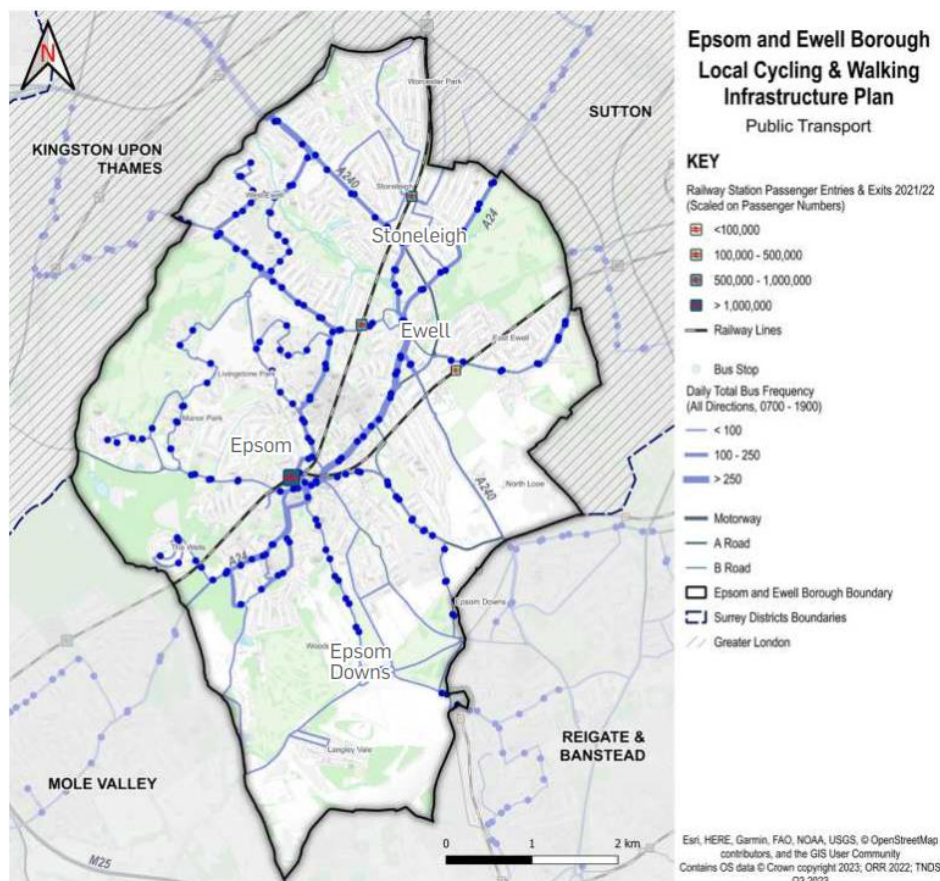 N
Epsom and Ewell Borough
Local Cycling & Walking
Infrastructure Plan
Public Transport
KEY
Railway Station Passenger Entries & Exits 2021/22
(Scaled on Passenger Numbers)
<100,000
100,000 - 500,000
500,000 - 1,000,000
> 1,000,000
Railway Lines
Bus Stop
Daily Total Bus Frequency
(All Directions, 0700 - 1900)
< 100
100 - 250
> 250
Motorway
A Road
B Road
Epsom and Ewell Borough Boundary
Surrey Districts Boundaries
Greater London
Esri, HERE, Garmin, FAO, NOAA, USGS, © OpenStreetMap
contributors, and the GIS User Community
Contains OS data © Crown copyright 2023; ORR 2022; TNDS
Worcester Park
SUTTON
KINGSTON UPON
THAMES
A240
Stoneleigh
A24
Stoneleigh
Ewell
East Ewell
Livingstone Park
Manor Park
Epsom
A240
North Looe
The Wells
A24
Epsom Downs
Epsom
Downs
Langley Vale
REIGATE &
BANSTEAD
MOLE VALLEY
M25
0 1 2 km